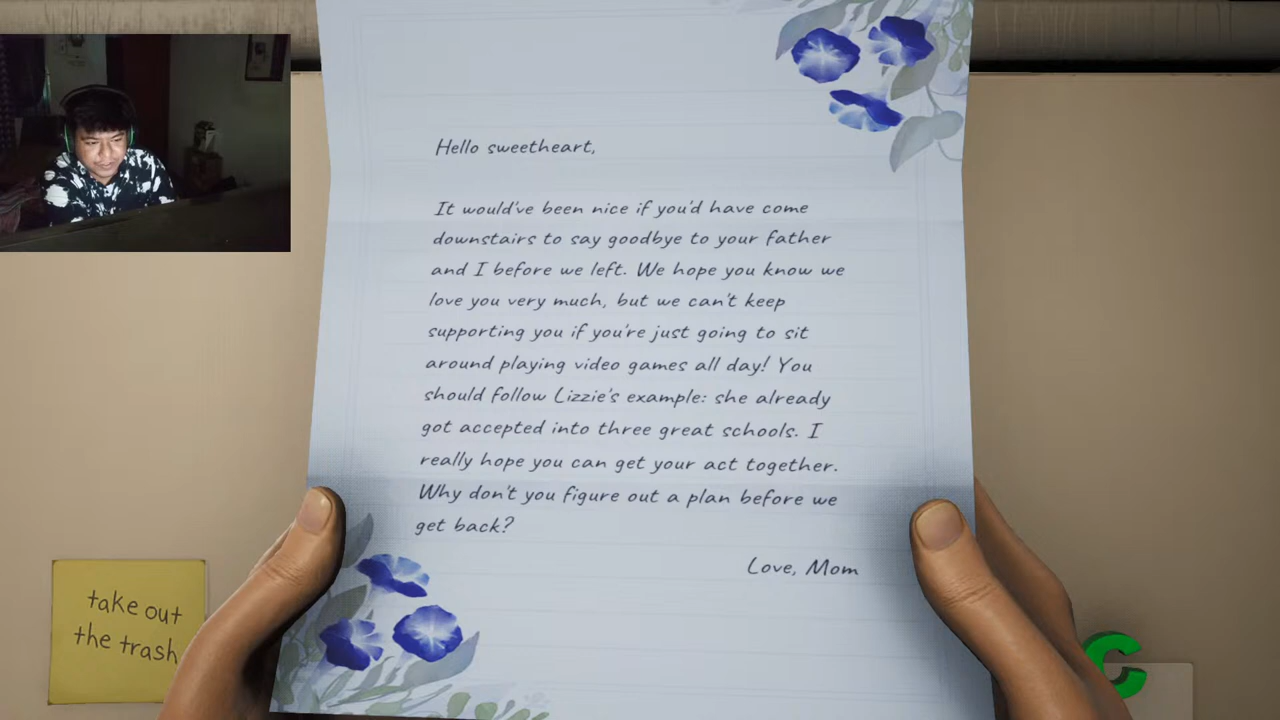 Hello sweetheart,
It would've been nice if you'd have come
downstairs to say goodbye to your father
and I before we left. We hope you know we
love you very much, but we can't keep
supporting you if you're just going to sit
around playing video games all day! You
should follow Lizzie's example: she already
got accepted into three great schools. I
really hope you can get your act together.
Why don't you figure out a plan before we
get back?
Love, Mom
take out
the trash
C